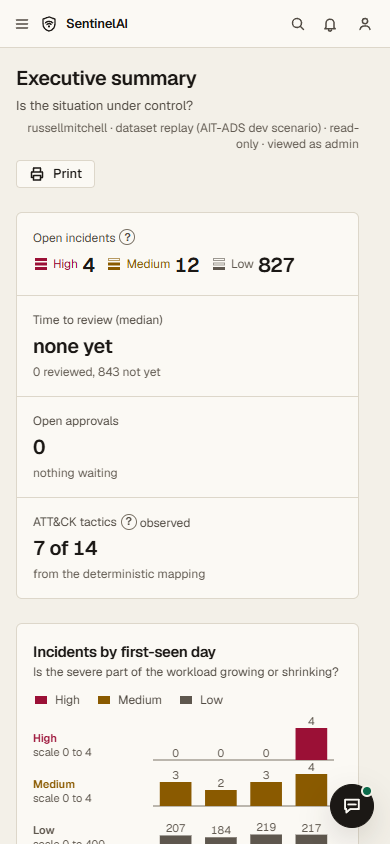 SentinelAI
Executive summary
Is the situation under control?
russellmitchell · dataset replay (AIT-ADS dev scenario) · read-
only · viewed as admin
Print
Open incidents ?
High 4 Medium 12 Low 827
Time to review (median)
none yet
0 reviewed, 843 not yet
Open approvals
0
nothing waiting
ATT&CK tactics ? observed
7 of 14
from the deterministic mapping
Incidents by first-seen day
Is the severe part of the workload growing or shrinking?
High Medium Low
4
High
scale 0 to 4
0 0 0
4
Medium
scale 0 to 4
3 2 3
Low
207 184 219 217
scale 0 to 400